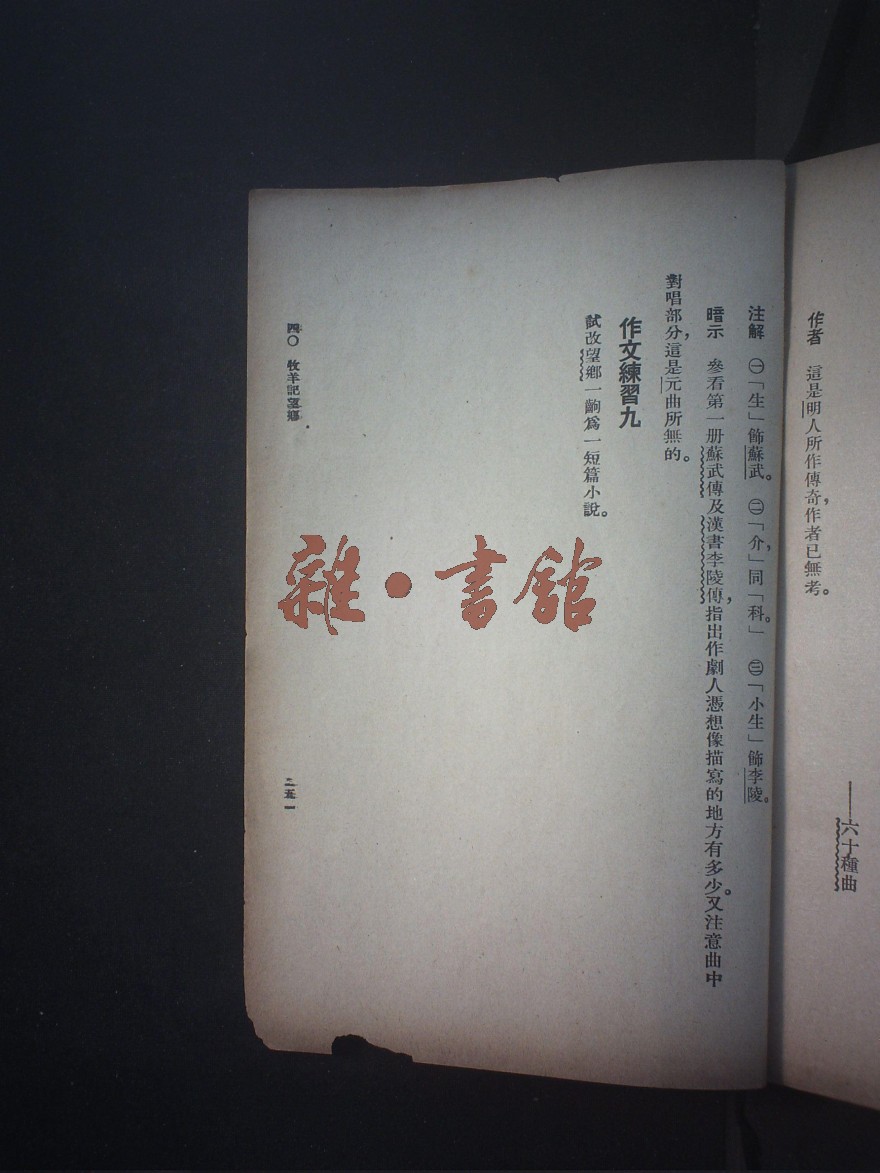 ——六十種曲
作者　這是明人所作傳奇，作者已無考。
注解　㊀「生」飾蘇武。　㊁「介，」同「科。」　㊂「小生」飾李陵。
暗示　參看第一册蘇武傳及漢書李陵傳，指出作劇人憑想像描寫的地方有多少。又注意曲中
對唱部分，這是元曲所無的。
作文練習九
試改望鄉一齣爲一短篇小說。
四〇　牧羊記望鄉
二五一
雜·書館